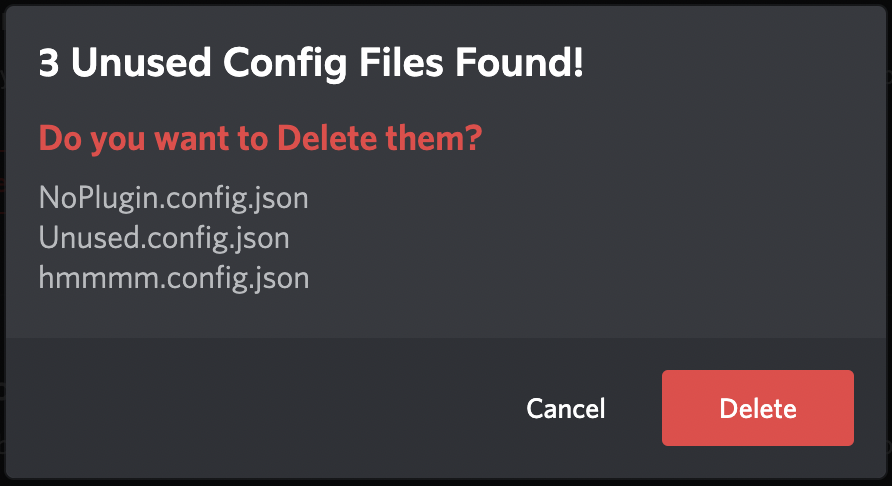 3 Unused Config Files Found!
Do you want to Delete them?
NoPlugin.config.json
Unused.config.json
hmmmm.config.json
Cancel
Delete